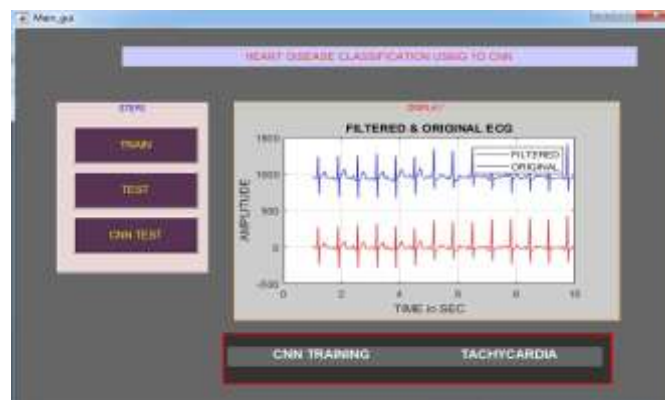 Main_gui
HEART DISEASE CLASSIFICATION USING 1D CNN
STEPS
TRAIN
TEST
CNN TEST
DISPLAY
FILTERED & ORIGINAL ECG
FILTERED
ORIGINAL
AMPLITUDE
1500
1000
500
0
-500
0 2 4 6 8 10
TIME in SEC
CNN TRAINING TACHYCARDIA